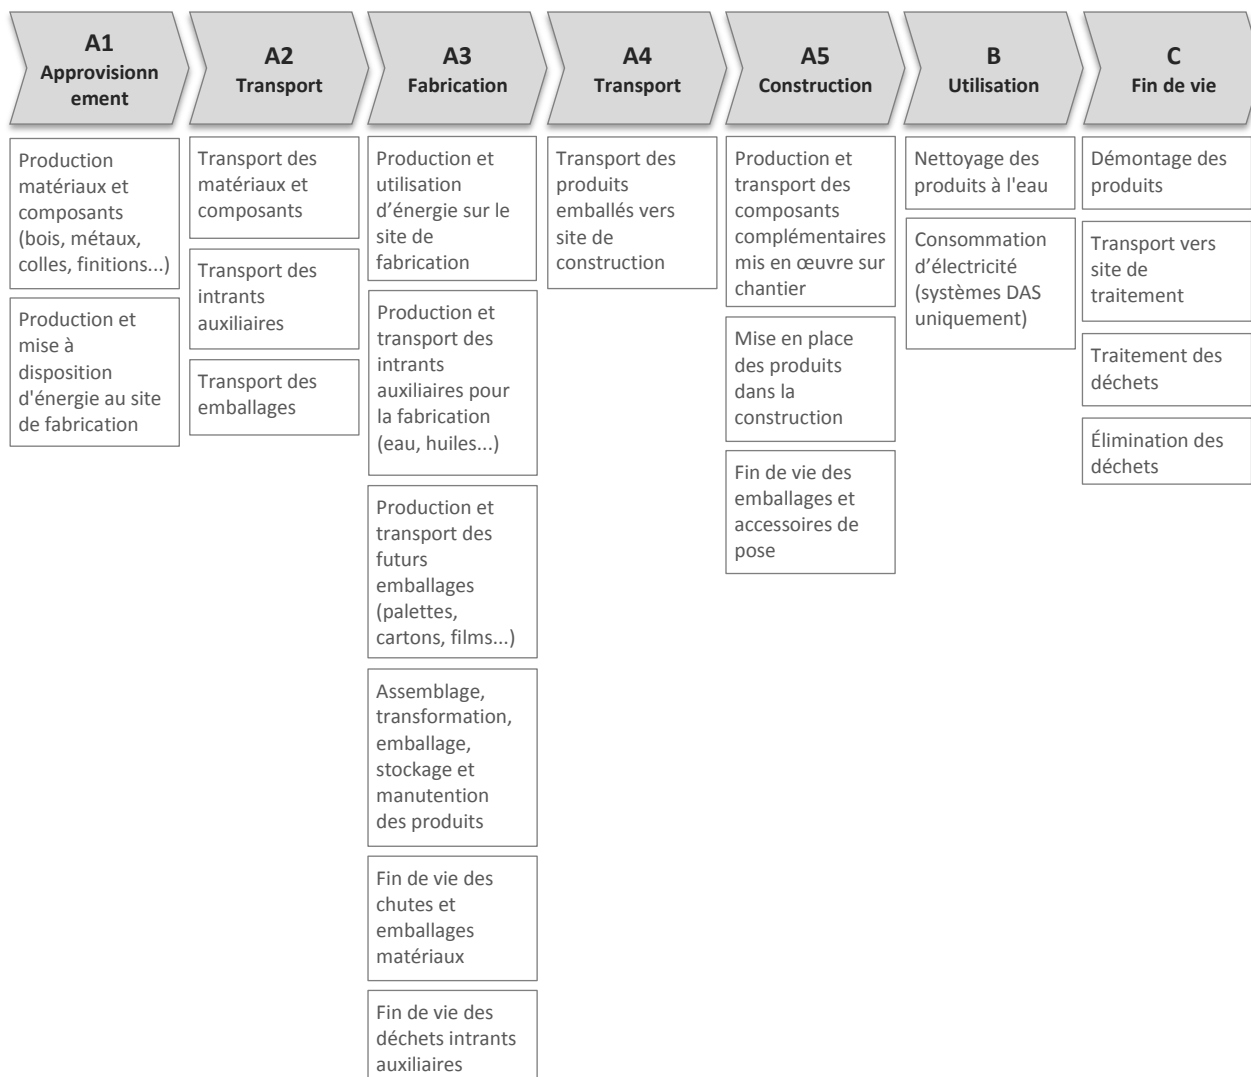 A1
Approvisionn
ement
A2
Transport
A3
Fabrication
A4
Transport
A5
Construction
B
Utilisation
C
Fin de vie
Production
matériaux et
composants
(bois, métaux,
colles, finitions...)
Production et
mise à
disposition
d'énergie au site
de fabrication
Transport des
matériaux et
composants
Transport des
intrants
auxiliaires
Transport des
emballages
Production et
utilisation
d’énergie sur le
site de
fabrication
Production et
transport des
intrants
auxiliaires pour
la fabrication
(eau, huiles...)
Production et
transport des
futurs
emballages
(palettes,
cartons, films...)
Assemblage,
transformation,
emballage,
stockage et
manutention
des produits
Fin de vie des
chutes et
emballages
matériaux
Fin de vie des
déchets intrants
auxiliaires
Transport des
produits
emballés vers
site de
construction
Production et
transport des
composants
complémentaires
mis en œuvre sur
chantier
Mise en place
des produits
dans la
construction
Fin de vie des
emballages et
accessoires de
pose
Nettoyage des
produits à l'eau
Consommation
d’électricité
(systèmes DAS
uniquement)
Démontage des
produits
Transport vers
site de
traitement
Traitement des
déchets
Élimination des
déchets